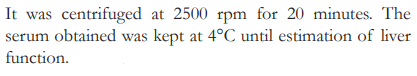 It was centrifuged at 2500 rpm for 20 minutes. The
serum obtained was kept at 4°C until estimation of liver
function.